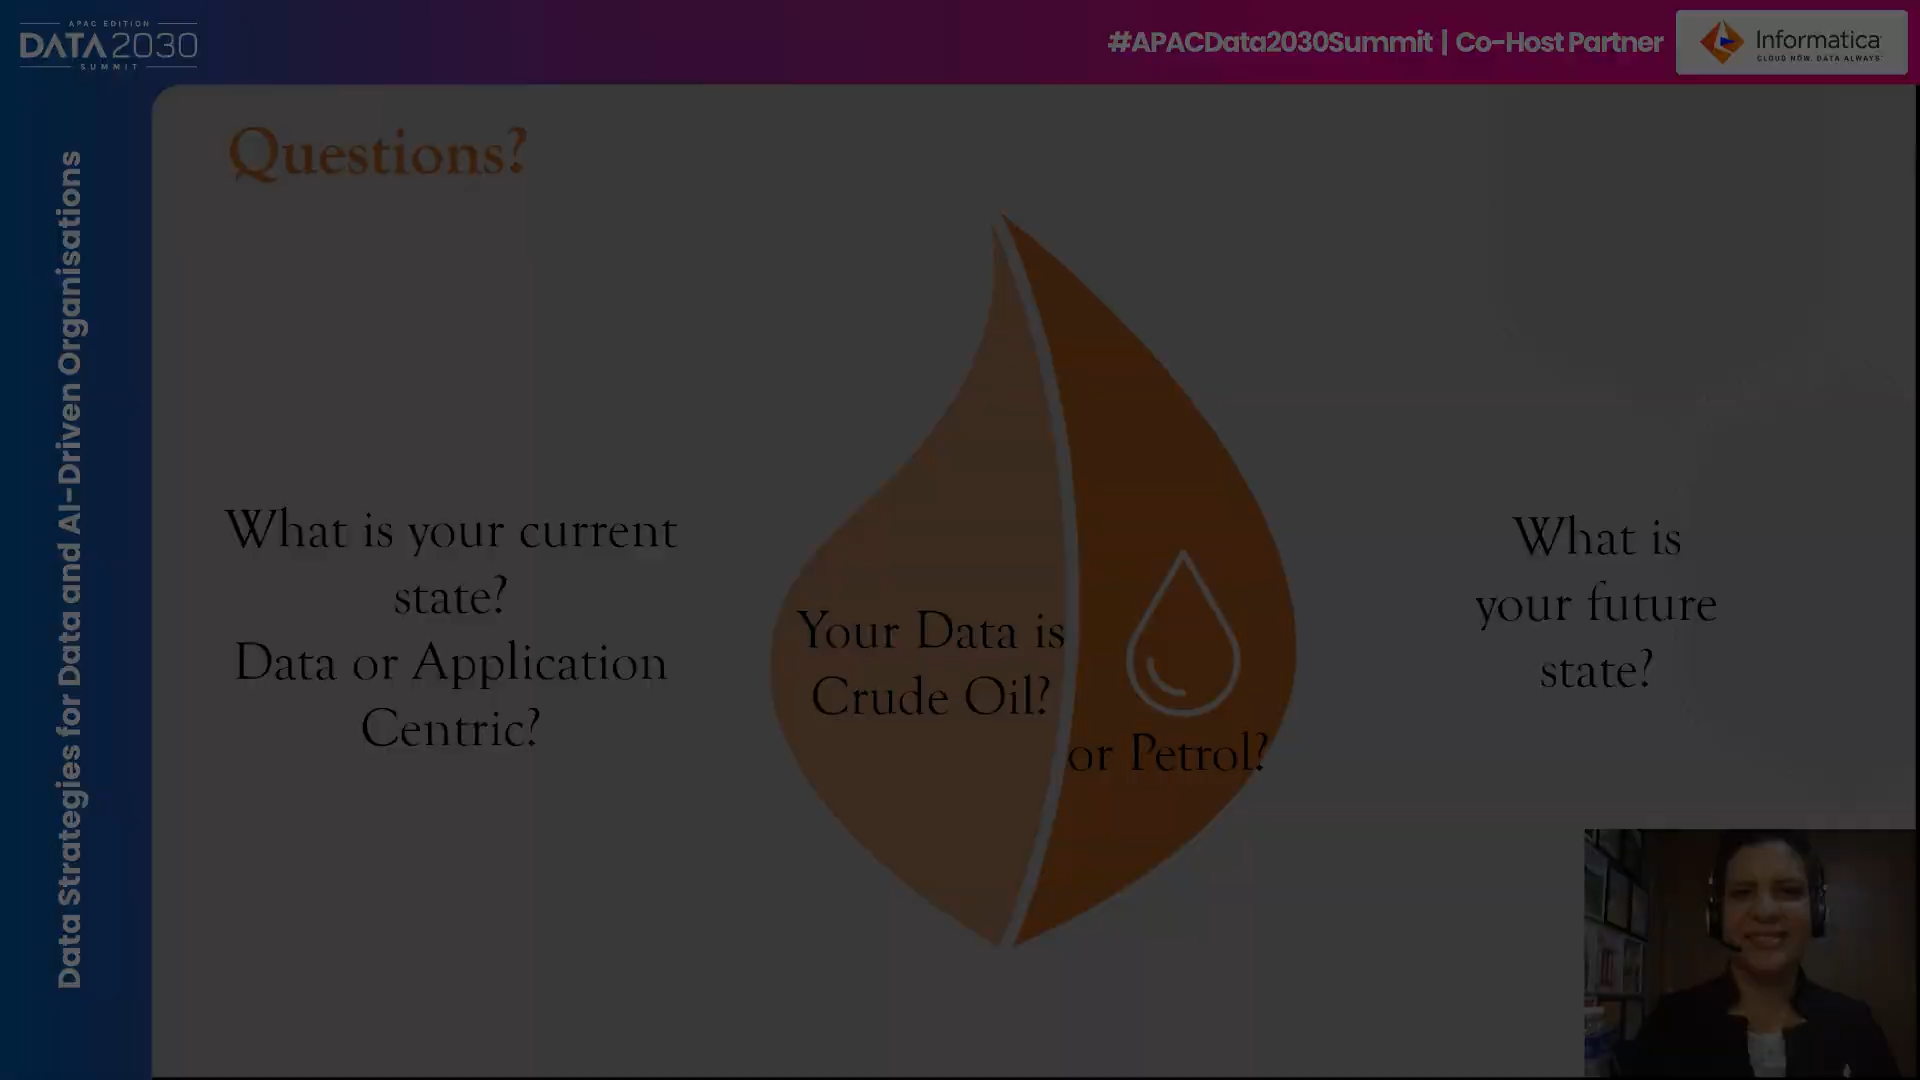 APAC EDITION
DATA2030
SUMMIT
#APACData2030Summit | Co-Host Partner
Informatica
CLOUD NOW. DATA ALWAYS™
Data Strategies for Data and AI-Driven Organisations
Questions?
What is your current
state?
Data or Application
Centric?
Your Data is
Crude Oil?
or Petrol?
What is
your future
state?